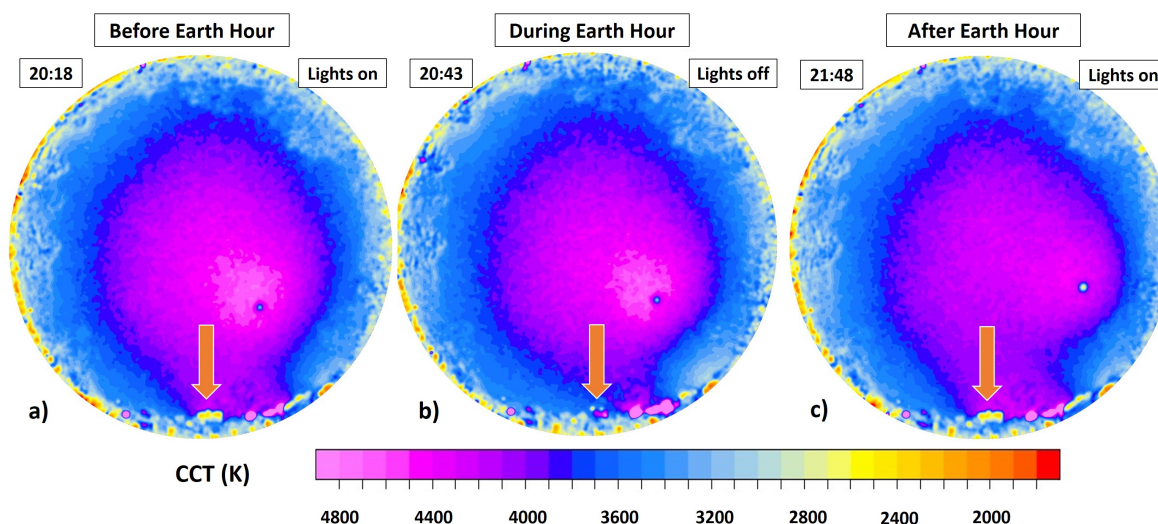 Before Earth Hour
During Earth Hour
After Earth Hour
20:18
Lights on
20:43
Lights off
21:48
Lights on
a)
b)
c)
CCT (K)
4800 4400 4000 3600 3200 2800 2400 2000